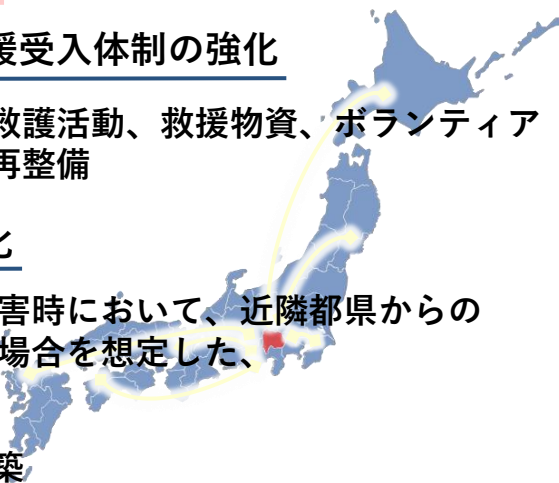 援受入体制の強化
救護活動、救援物資、ボランティア
再整備
化
害時において、近隣都県からの
場合を想定した、
築